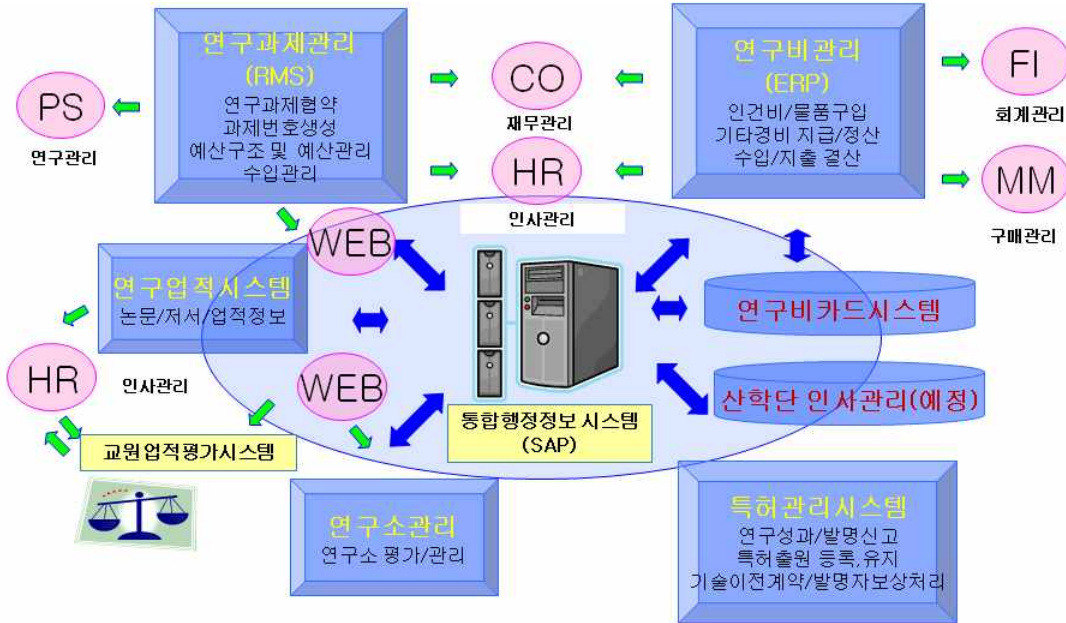 연구과제관리
(RMS)
연구과제협약
과제번호생성
예산구조 및 예산관리
수입관리
PS
연구관리
CO
재무관리
HR
인사관리
연구비관리
(ERP)
인건비/물품구입
기타경비 지급/정산
수입/지출 결산
FI
회계관리
MM
구매관리
WEB
연구업적시스템
논문/저서/업적정보
HR
인사관리
WEB
교원업적평가시스템
통합행정정보 시스템
(SAP)
연구비카드시스템
산학단 인사관리(예정)
연구소관리
연구소 평가/관리
특허관리시스템
연구성과/발명신고
특허출원 등록,유지
기술이전계약/발명자보상처리